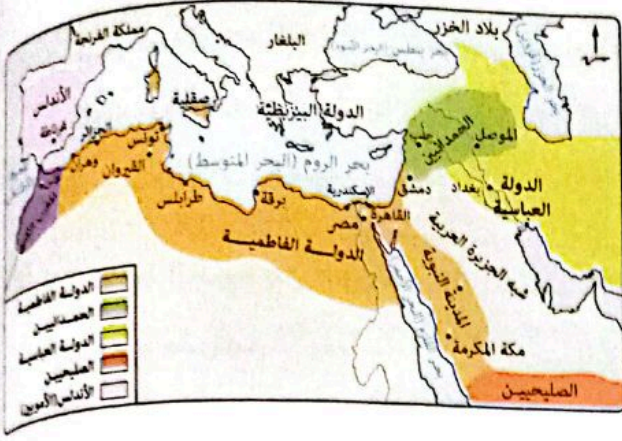 مملكة الفرنجة
البلغار
بلاد الخزر
الأندلس
غرناطة
صقلية
الدولة البيزنطية
الحمدانيين
حلب
الموصل
الجزائر
تونس
وهران
القيروان
بحر الروم (البحر المتوسط)
دمشق
بغداد
الدولة
العباسية
طرابلس
برقة
الإسكندرية
القاهرة
مصر
الدولة الفاطمية
شبه الجزيرة العربية
المدينة النبوية
مكة المكرمة
الصليحيين
الدولة الفاطمية
الحمدانيين
الدولة العباسية
الصليحيين
الأندلس (الأمويين)